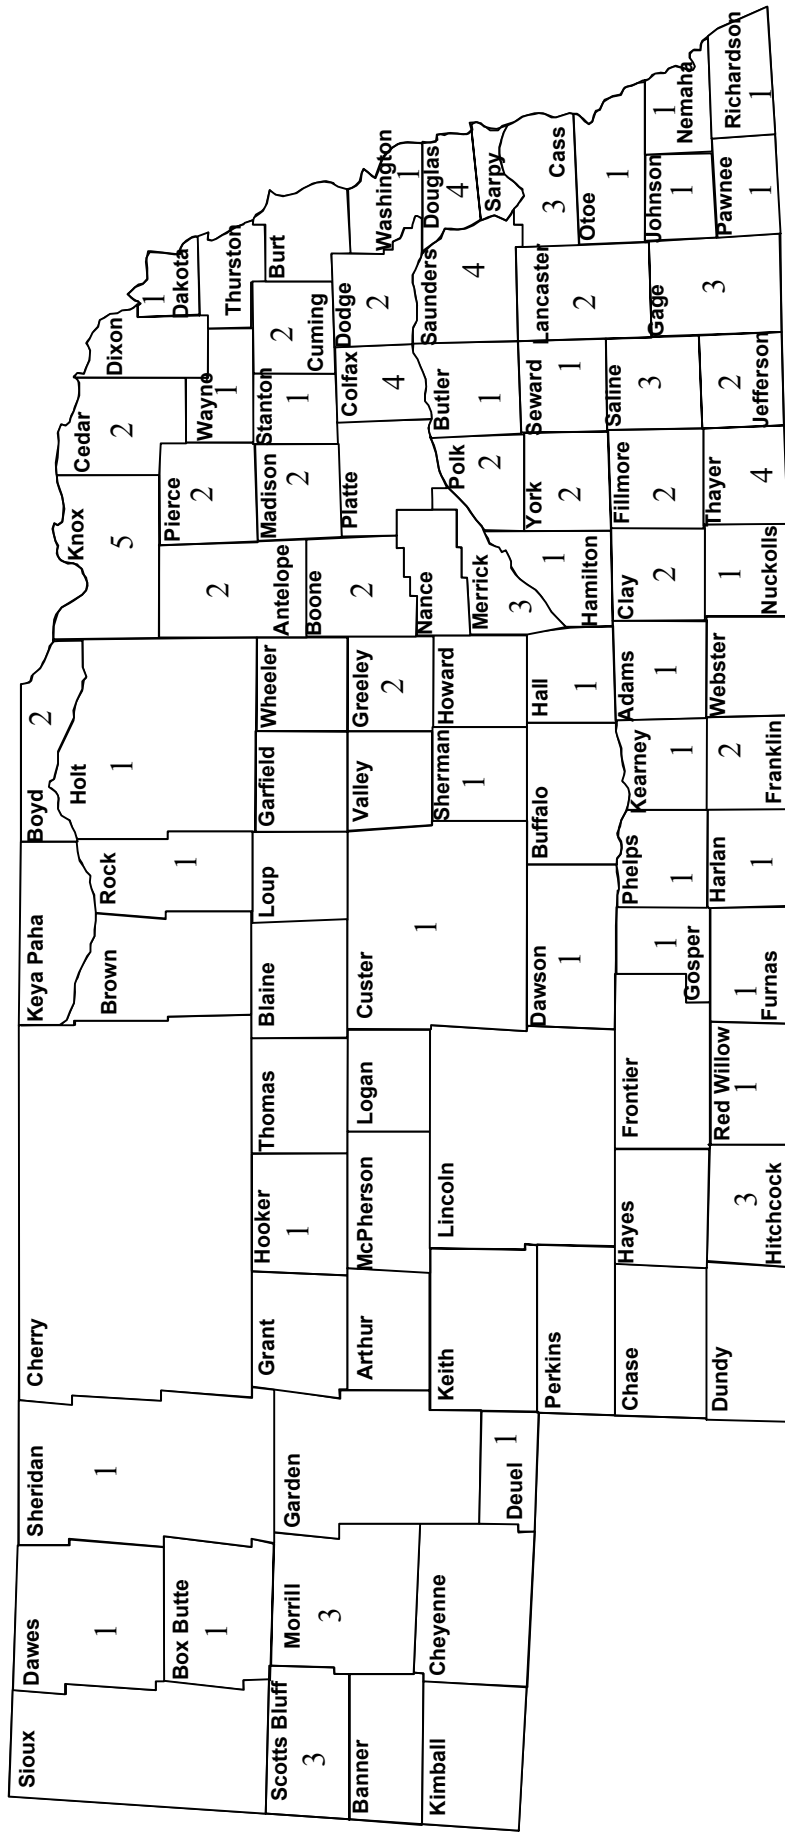 Sioux
Dawes
1
Box Butte
1
Sheridan
1
Scotts Bluff
3
Banner
Kimball
Morrill
3
Cheyenne
Garden
Deuel
1
Cherry
Grant
Hooker
1
Thomas
Arthur
McPherson
Logan
Keith
Lincoln
Perkins
Chase
Hayes
Frontier
Dundy
Hitchcock
3
Red Willow
1
Keya Paha
Brown
Rock
1
Blaine
Loup
Custer
1
Dawson
1
Gosper
1
Furnas
1
Boyd
2
Holt
1
Garfield
Wheeler
Valley
Greeley
2
Sherman
1
Howard
Buffalo
Hall
1
Phelps
1
Kearney
1
Adams
1
Harlan
1
Franklin
2
Webster
Knox
5
Cedar
2
Dixon
Dakota
1
Antelope
2
Pierce
2
Wayne
1
Thurston
Boone
2
Madison
2
Stanton
1
Cuming
2
Burt
Nance
Platte
Colfax
4
Dodge
2
Washington
1
Merrick
3
Polk
2
Butler
1
Saunders
4
Douglas
4
Sarpy
Hamilton
1
York
2
Seward
1
Lancaster
2
Cass
3
Otoe
1
Clay
2
Fillmore
2
Saline
3
Gage
3
Johnson
1
Nemaha
1
Nuckolls
1
Thayer
4
Jefferson
2
Pawnee
1
Richardson
1